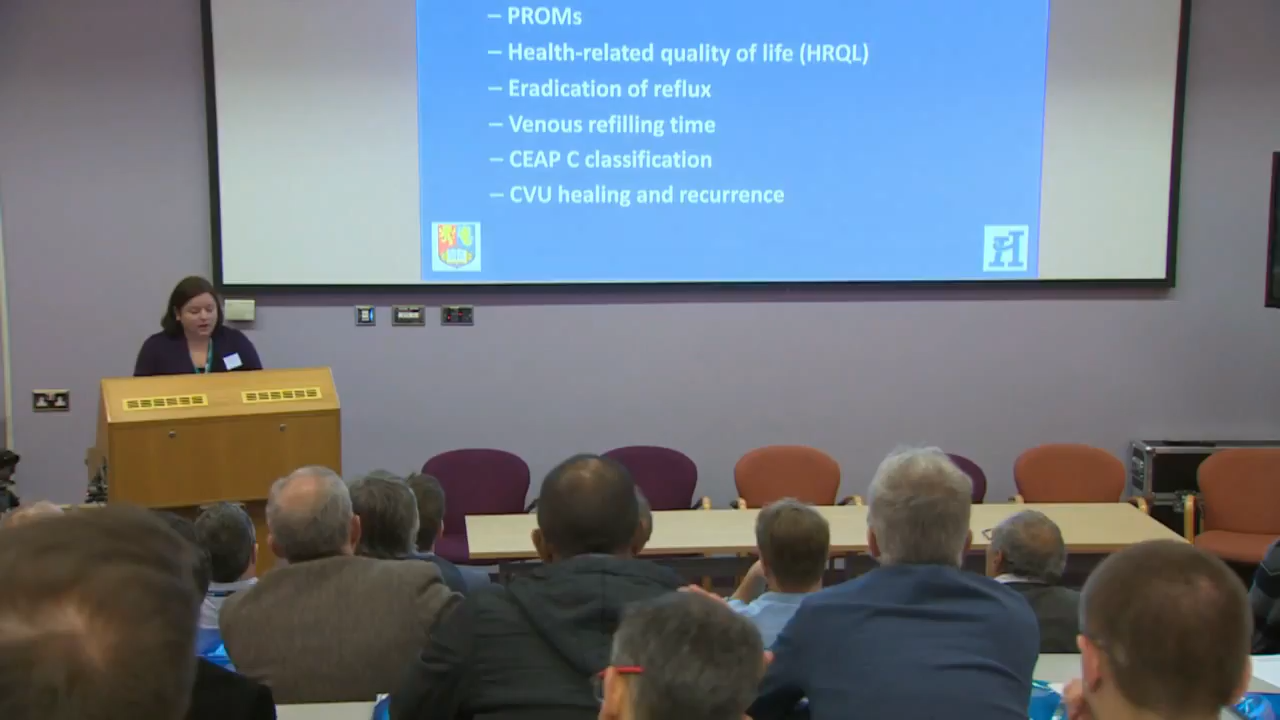 – PROMs
– Health-related quality of life (HRQL)
– Eradication of reflux
– Venous refilling time
– CEAP C classification
– CVU healing and recurrence